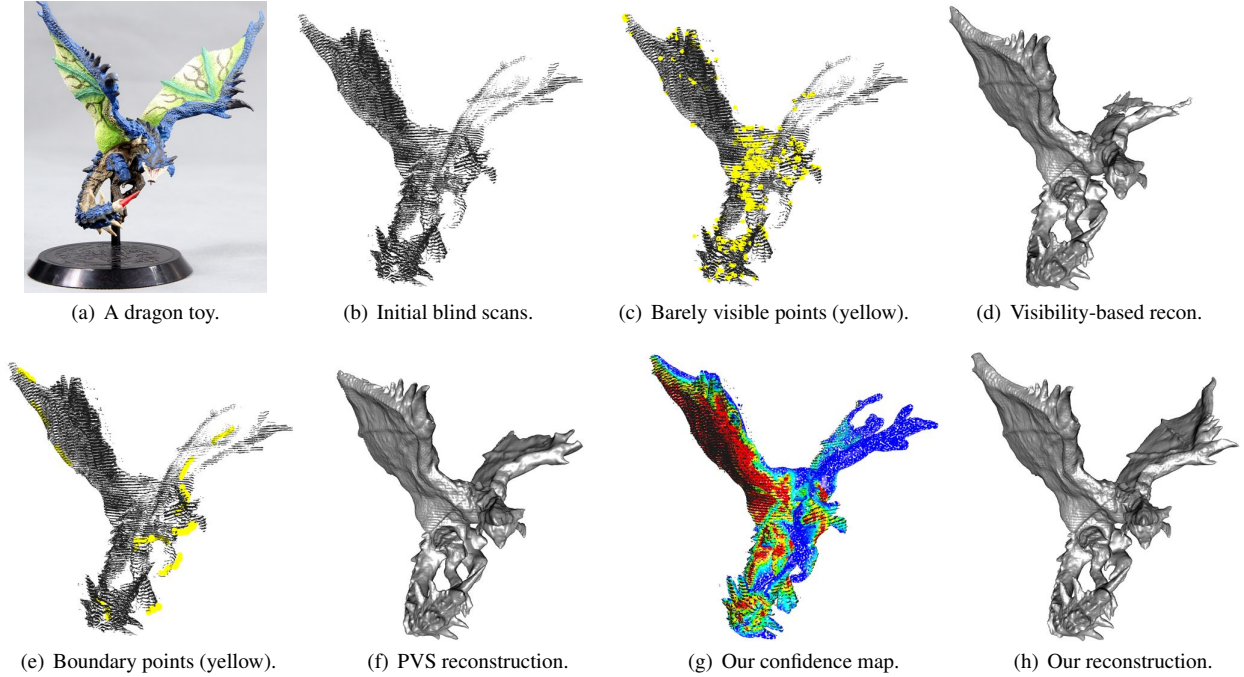 (a) A dragon toy.
(b) Initial blind scans.
(c) Barely visible points (yellow).
(d) Visibility-based recon.
(e) Boundary points (yellow).
(f) PVS reconstruction.
(g) Our confidence map.
(h) Our reconstruction.